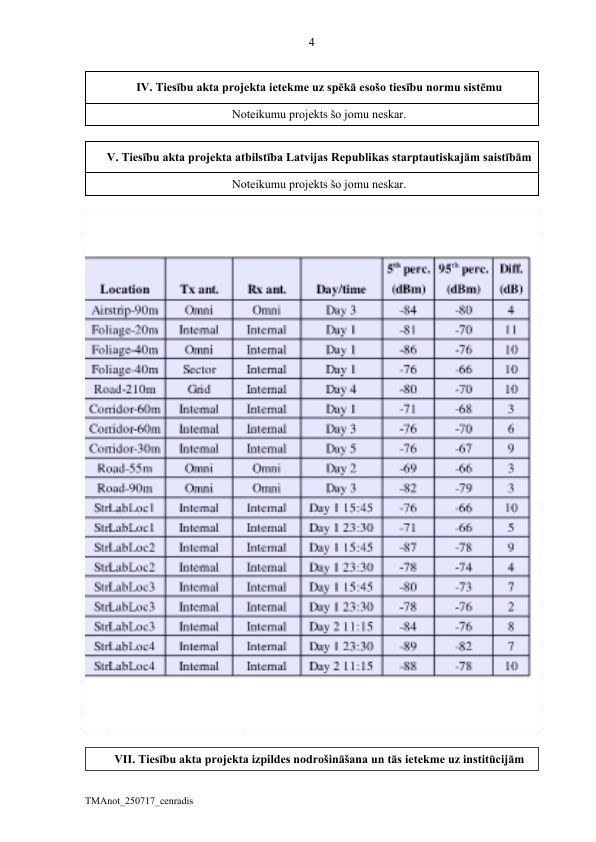 4
IV. Tiesību akta projekta ietekme uz spēkā esošo tiesību normu sistēmu
Noteikumu projekts šo jomu neskar.
V. Tiesību akta projekta atbilstība Latvijas Republikas starptautiskajām saistībām
Noteikumu projekts šo jomu neskar.
Location Tx ant. Rx ant. Day/time 5th perc. (dBm) 95th perc. (dBm) Diff. (dB)
Airstrip-90m Omni Omni Day 3 -84 -80 4
Foliage-20m Internal Internal Day 1 -81 -70 11
Foliage-40m Omni Internal Day 1 -86 -76 10
Foliage-40m Sector Internal Day 1 -76 -66 10
Road-210m Grid Internal Day 4 -80 -70 10
Corridor-60m Internal Internal Day 1 -71 -68 3
Corridor-60m Internal Internal Day 3 -76 -70 6
Corridor-30m Internal Internal Day 5 -76 -67 9
Road-55m Omni Omni Day 2 -69 -66 3
Road-90m Omni Omni Day 3 -82 -79 3
StrLabLoc1 Internal Internal Day 1 15:45 -76 -66 10
StrLabLoc1 Internal Internal Day 1 23:30 -71 -66 5
StrLabLoc2 Internal Internal Day 1 15:45 -87 -78 9
StrLabLoc2 Internal Internal Day 1 23:30 -78 -74 4
StrLabLoc3 Internal Internal Day 1 15:45 -80 -73 7
StrLabLoc3 Internal Internal Day 1 23:30 -78 -76 2
StrLabLoc3 Internal Internal Day 2 11:15 -84 -76 8
StrLabLoc4 Internal Internal Day 1 23:30 -89 -82 7
StrLabLoc4 Internal Internal Day 2 11:15 -88 -78 10
VII. Tiesību akta projekta izpildes nodrošināšana un tās ietekme uz institūcijām
TMAnot_250717_cenradis